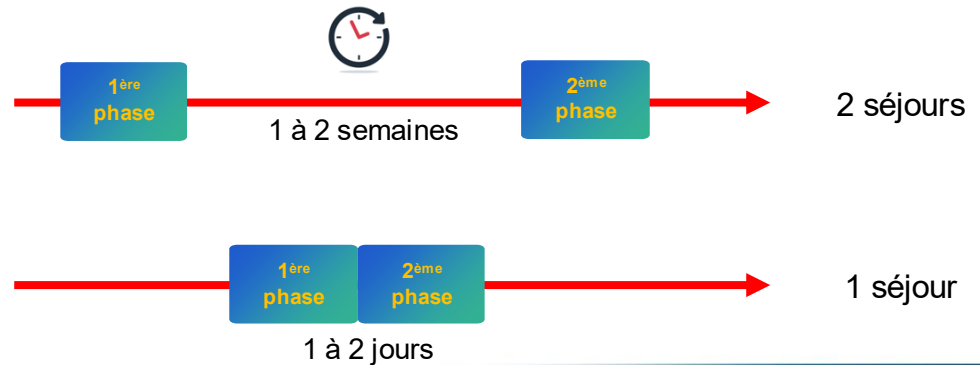 1ère
phase
2ème
phase
1 à 2 semaines
2 séjours
1ère
phase
2ème
phase
1 à 2 jours
1 séjour